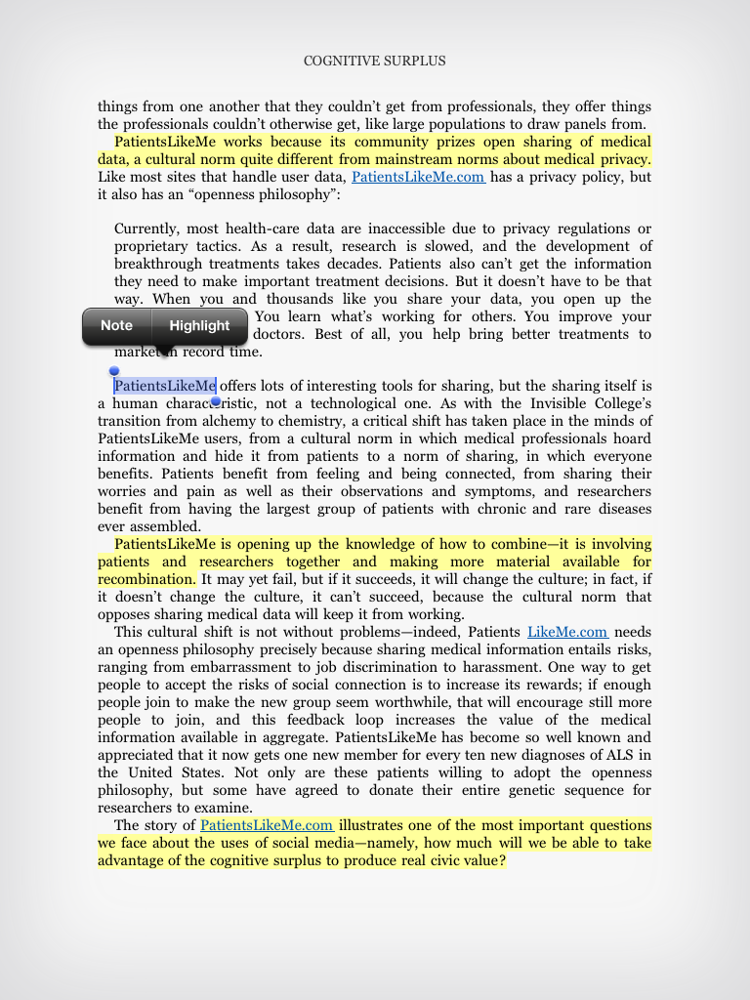 COGNITIVE SURPLUS
things from one another that they couldn’t get from professionals, they offer things
the professionals couldn’t otherwise get, like large populations to draw panels from.
PatientsLikeMe works because its community prizes open sharing of medical
data, a cultural norm quite different from mainstream norms about medical privacy.
Like most sites that handle user data, PatientsLikeMe.com has a privacy policy, but
it also has an “openness philosophy”:
Currently, most health-care data are inaccessible due to privacy regulations or
proprietary tactics. As a result, research is slowed, and the development of
breakthrough treatments takes decades. Patients also can’t get the information
they need to make important treatment decisions. But it doesn’t have to be that
way. When you and thousands like you share your data, you open up the
Note Highlight You learn what’s working for others. You improve your
doctors. Best of all, you help bring better treatments to
market in record time.
PatientsLikeMe offers lots of interesting tools for sharing, but the sharing itself is
a human characteristic, not a technological one. As with the Invisible College’s
transition from alchemy to chemistry, a critical shift has taken place in the minds of
PatientsLikeMe users, from a cultural norm in which medical professionals hoard
information and hide it from patients to a norm of sharing, in which everyone
benefits. Patients benefit from feeling and being connected, from sharing their
worries and pain as well as their observations and symptoms, and researchers
benefit from having the largest group of patients with chronic and rare diseases
ever assembled.
PatientsLikeMe is opening up the knowledge of how to combine—it is involving
patients and researchers together and making more material available for
recombination. It may yet fail, but if it succeeds, it will change the culture; in fact, if
it doesn’t change the culture, it can’t succeed, because the cultural norm that
opposes sharing medical data will keep it from working.
This cultural shift is not without problems—indeed, Patients LikeMe.com needs
an openness philosophy precisely because sharing medical information entails risks,
ranging from embarrassment to job discrimination to harassment. One way to get
people to accept the risks of social connection is to increase its rewards; if enough
people join to make the new group seem worthwhile, that will encourage still more
people to join, and this feedback loop increases the value of the medical
information available in aggregate. PatientsLikeMe has become so well known and
appreciated that it now gets one new member for every ten new diagnoses of ALS in
the United States. Not only are these patients willing to adopt the openness
philosophy, but some have agreed to donate their entire genetic sequence for
researchers to examine.
The story of PatientsLikeMe.com illustrates one of the most important questions
we face about the uses of social media—namely, how much will we be able to take
advantage of the cognitive surplus to produce real civic value?